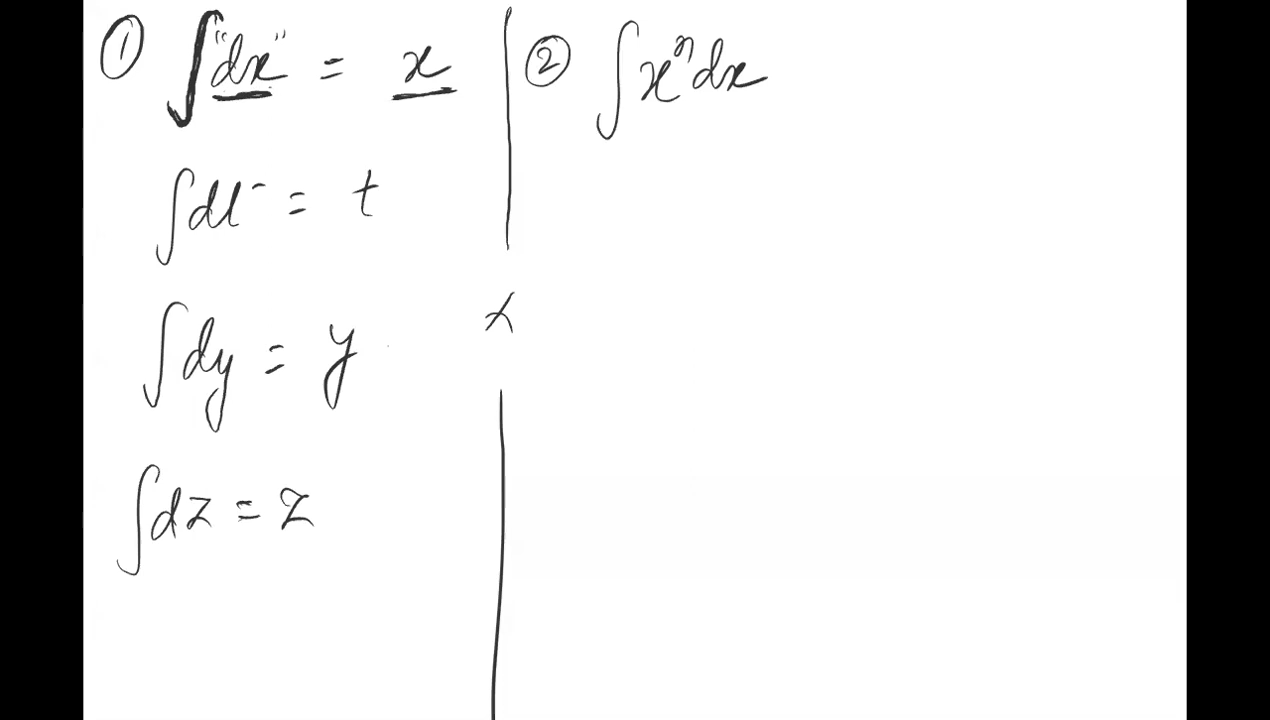 ① ∫"dx" = x
∫dt = t
∫dy = y
∫dz = z
② ∫xⁿdx